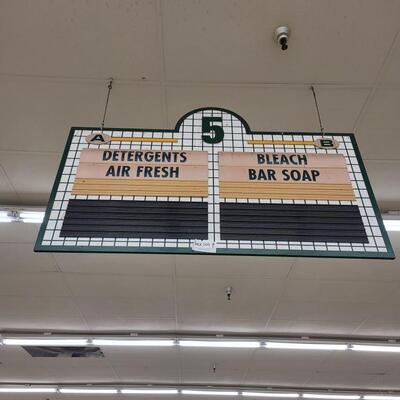 5
A
B
DETERGENTS
AIR FRESH
BLEACH
BAR SOAP